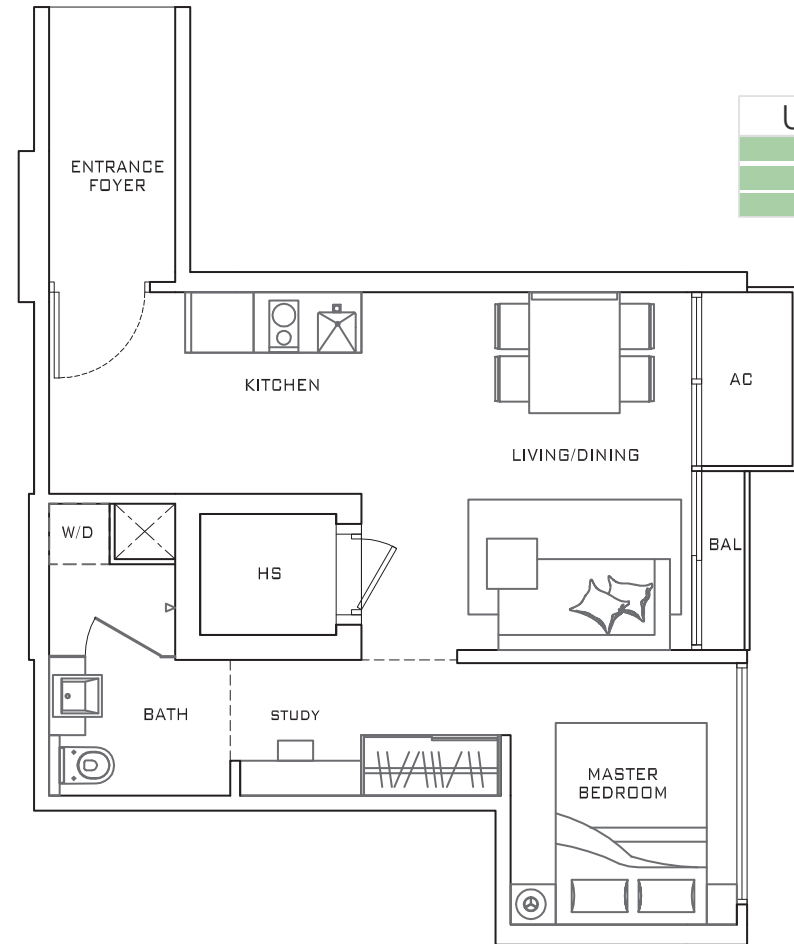 ENTRANCE
FOYER
KITCHEN
AC
LIVING/DINING
W/D
BAL
HS
BATH
STUDY
MASTER
BEDROOM